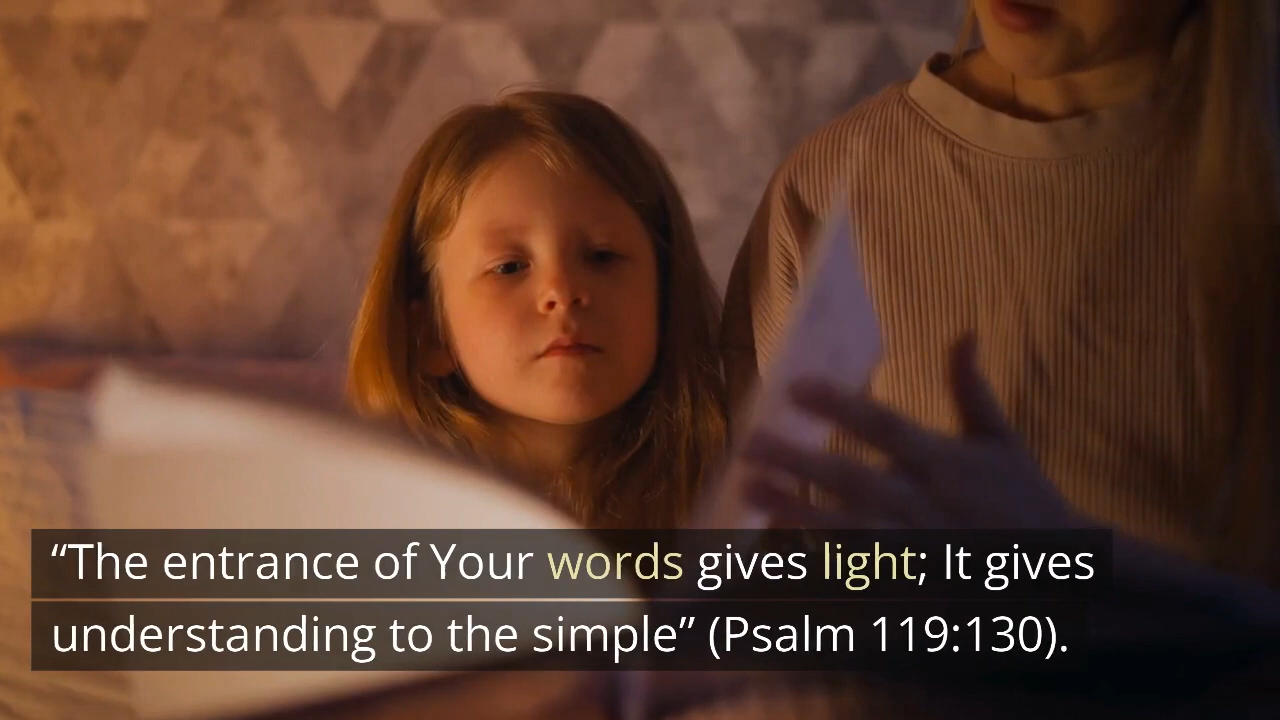 “The entrance of Your words gives light; It gives
understanding to the simple” (Psalm 119:130).